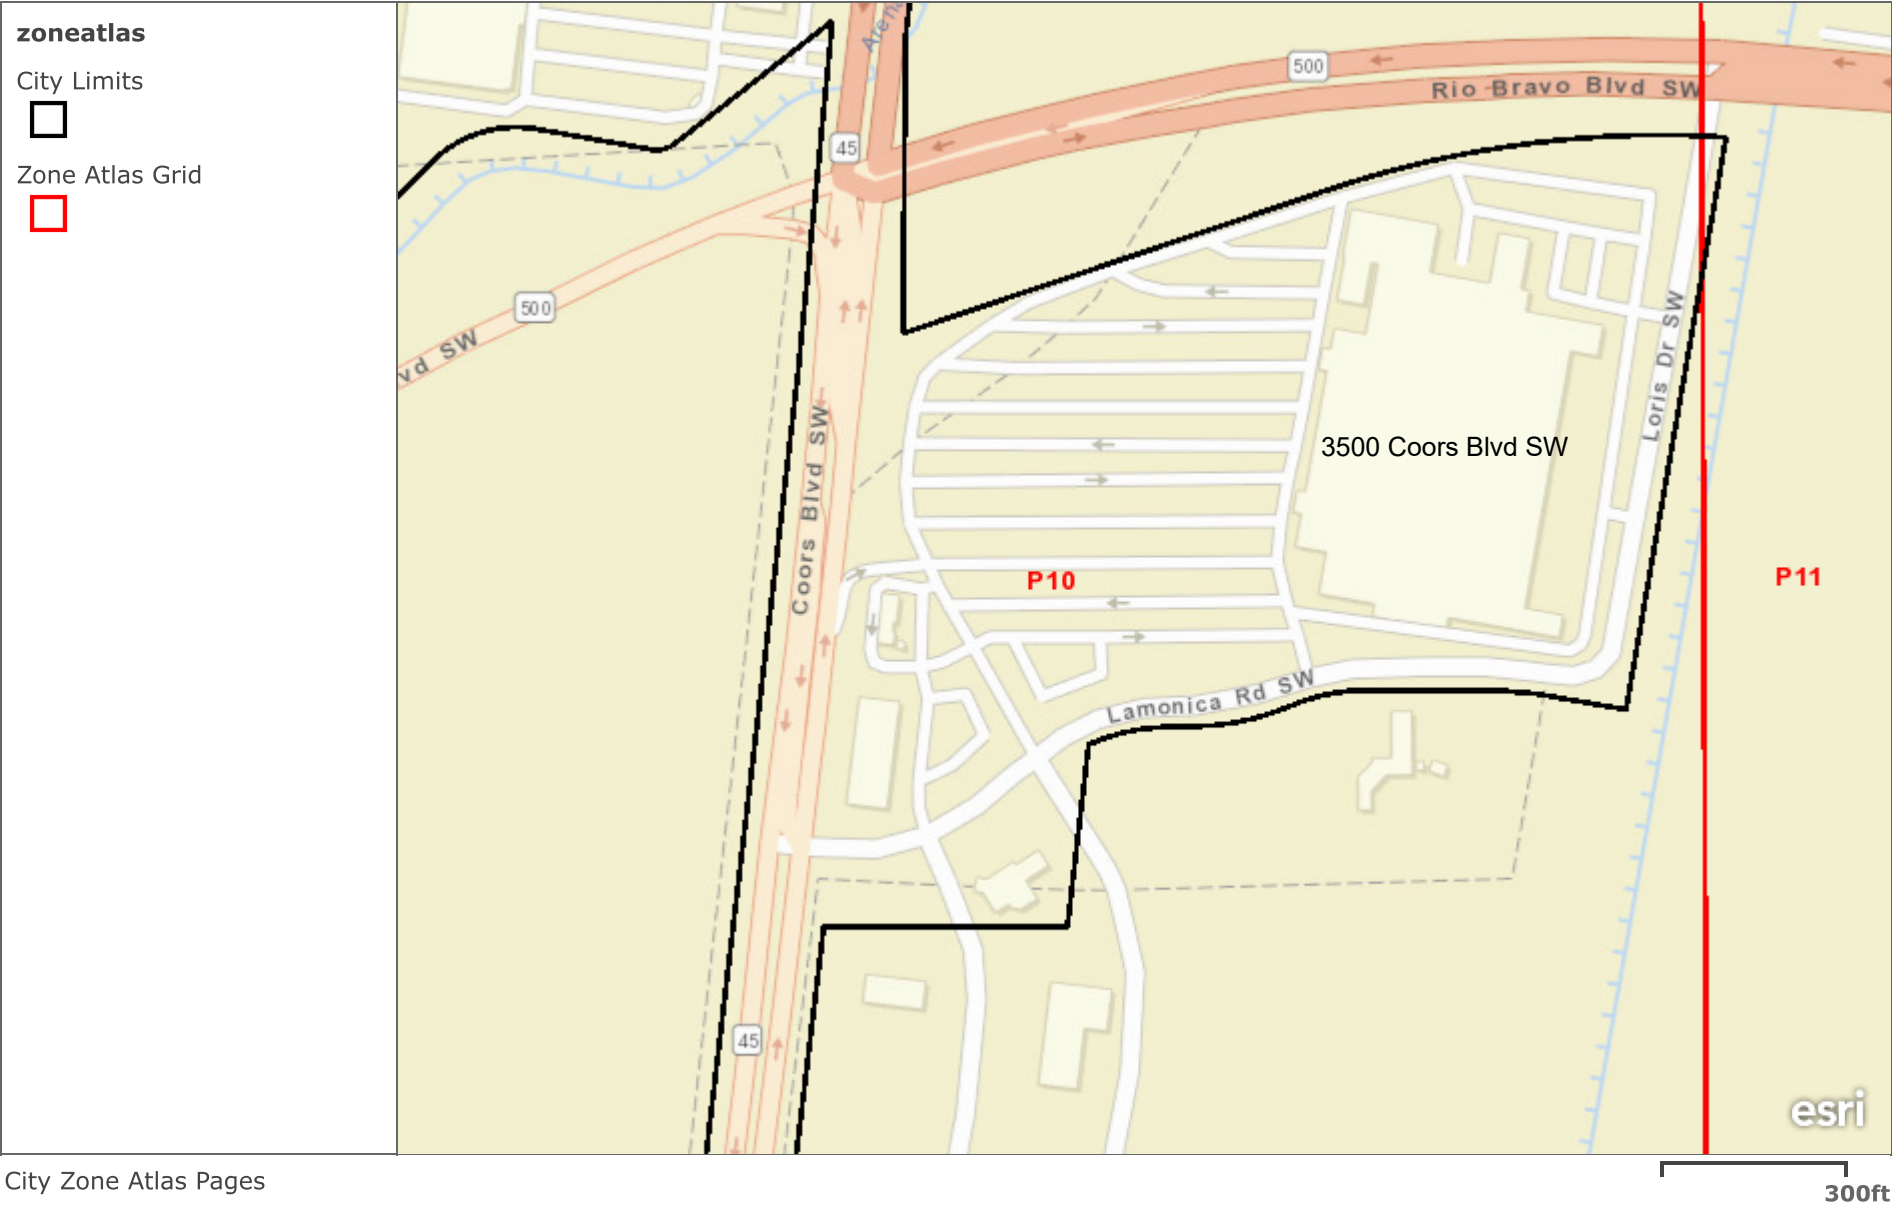 zoneatlas
City Limits
Zone Atlas Grid
500
Rio Bravo Blvd SW
45
500
vd SW
Coors Blvd SW
Loris Dr SW
3500 Coors Blvd SW
P10
P11
Lamonica Rd SW
45
esri
City Zone Atlas Pages
300ft